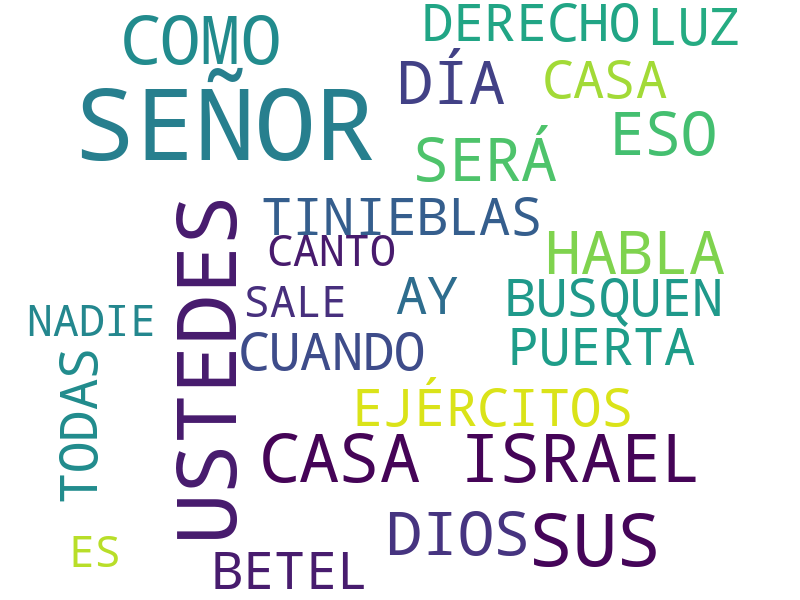 COMO
DERECHO
LUZ
SEÑOR
DÍA
CASA
ESO
SERÁ
USTEDES
TINIEBLAS
CANTO
HABLA
SALE
AY
BUSQUEN
NADIE
CUANDO
PUERTA
TODAS
EJÉRCITOS
CASA ISRAEL
DIOS
SUS
ES
BETEL